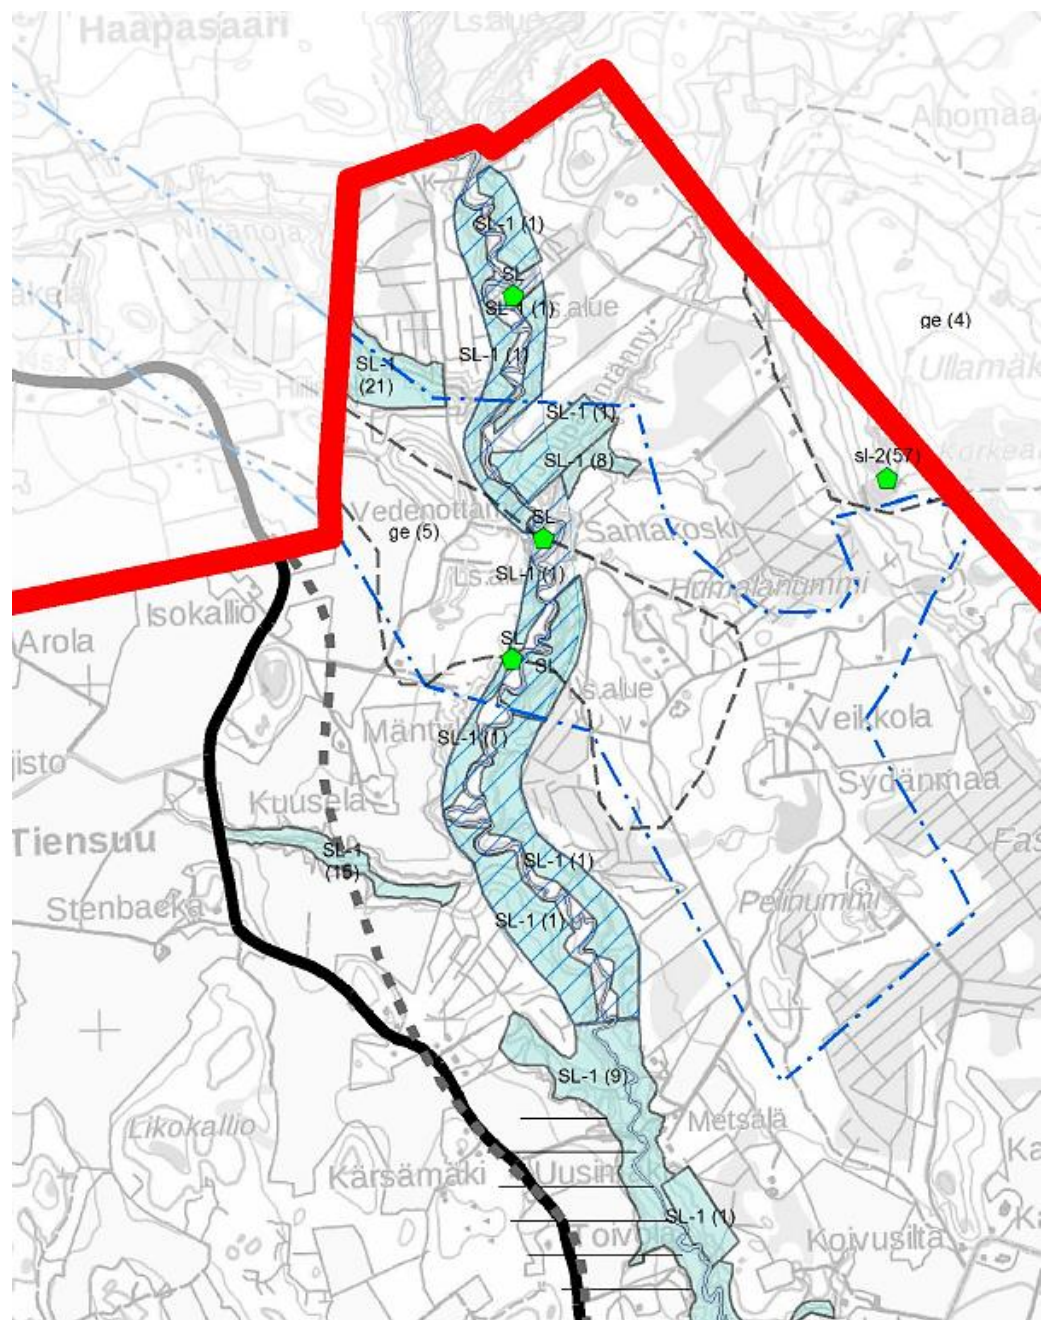 Haapasaari
Ls.alue
Ahomaa
SL-1 (1)
SL
SL-1 (1)
s.alue
ge (4)
SL-1 (1)
SL-1
(21)
Ullamäk
SL-1 (1)
sl-2(57)
SL-1 (8)
Vedenottam
ge (5)
SL
Santakoski
SL-1 (1)
Humalanummi
Isokallio
Arola
SL
SL
s.alue
Veikkola
SL-1 (1)
jisto
Sydänmaa
Kuusela
Tiensuu
SL-1
(15)
SL-1 (1)
Stenbacka
SL-1 (1)
Pelinummi
SL-1 (9)
Likokallio
Metsälä
Kärsämäki
SL-1 (1)
Toivola
Koivusilta